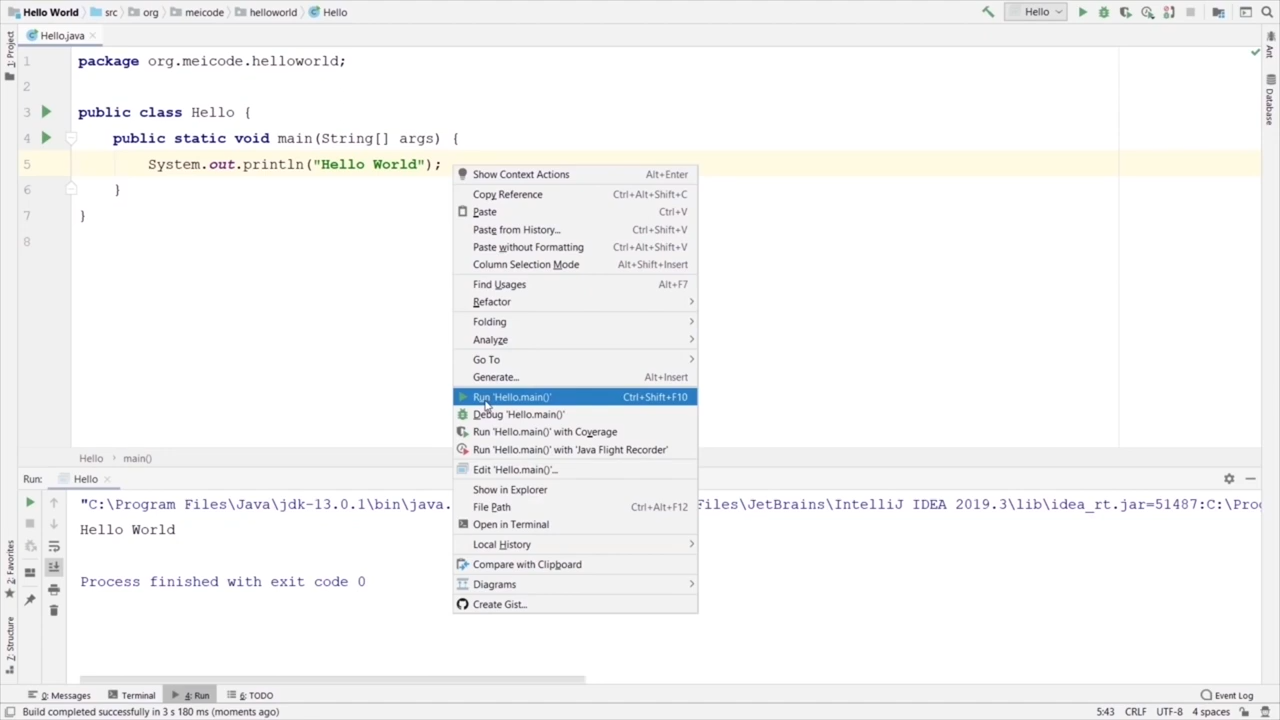 Hello World src org meicode helloworld Hello Hello
Hello.java
1 package org.meicode.helloworld;
2
3 public class Hello {
4 public static void main(String[] args) {
5 System.out.println("Hello World");
6 }
7 }
8
Show Context Actions Alt+Enter
Copy Reference Ctrl+Alt+Shift+C
Paste Ctrl+V
Paste from History... Ctrl+Shift+V
Paste without Formatting Ctrl+Alt+Shift+V
Column Selection Mode Alt+Shift+Insert
Find Usages Alt+F7
Refactor
Folding
Analyze
Go To
Generate... Alt+Insert
Run 'Hello.main()' Ctrl+Shift+F10
Debug 'Hello.main()'
Run 'Hello.main()' with Coverage
Run 'Hello.main()' with 'Java Flight Recorder'
Edit 'Hello.main()'...
Show in Explorer
File Path Ctrl+Alt+F12
Open in Terminal
Local History
Compare with Clipboard
Diagrams
Create Gist...
1: Project
Ant
Database
Hello main()
Run: Hello
"C:\Program Files\Java\jdk-13.0.1\bin\java. Files\JetBrains\IntelliJ IDEA 2019.3\lib\idea_rt.jar=51487:C:\Pro
Hello World
Process finished with exit code 0
2: Favorites
7: Structure
0: Messages Terminal 4: Run 6: TODO Event Log
Build completed successfully in 3 s 180 ms (moments ago) 5:43 CRLF UTF-8 4 spaces